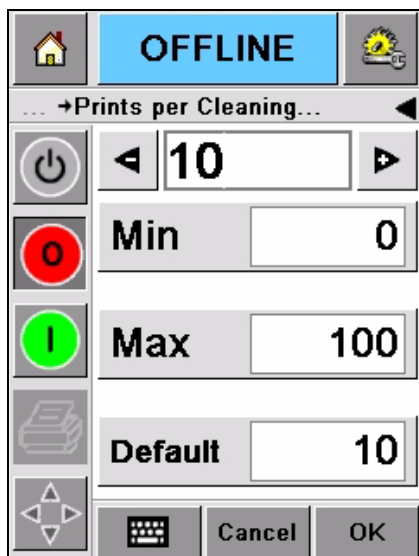 OFFLINE
... →Prints per Cleaning...
10
Min 0
Max 100
Default 10
Cancel OK